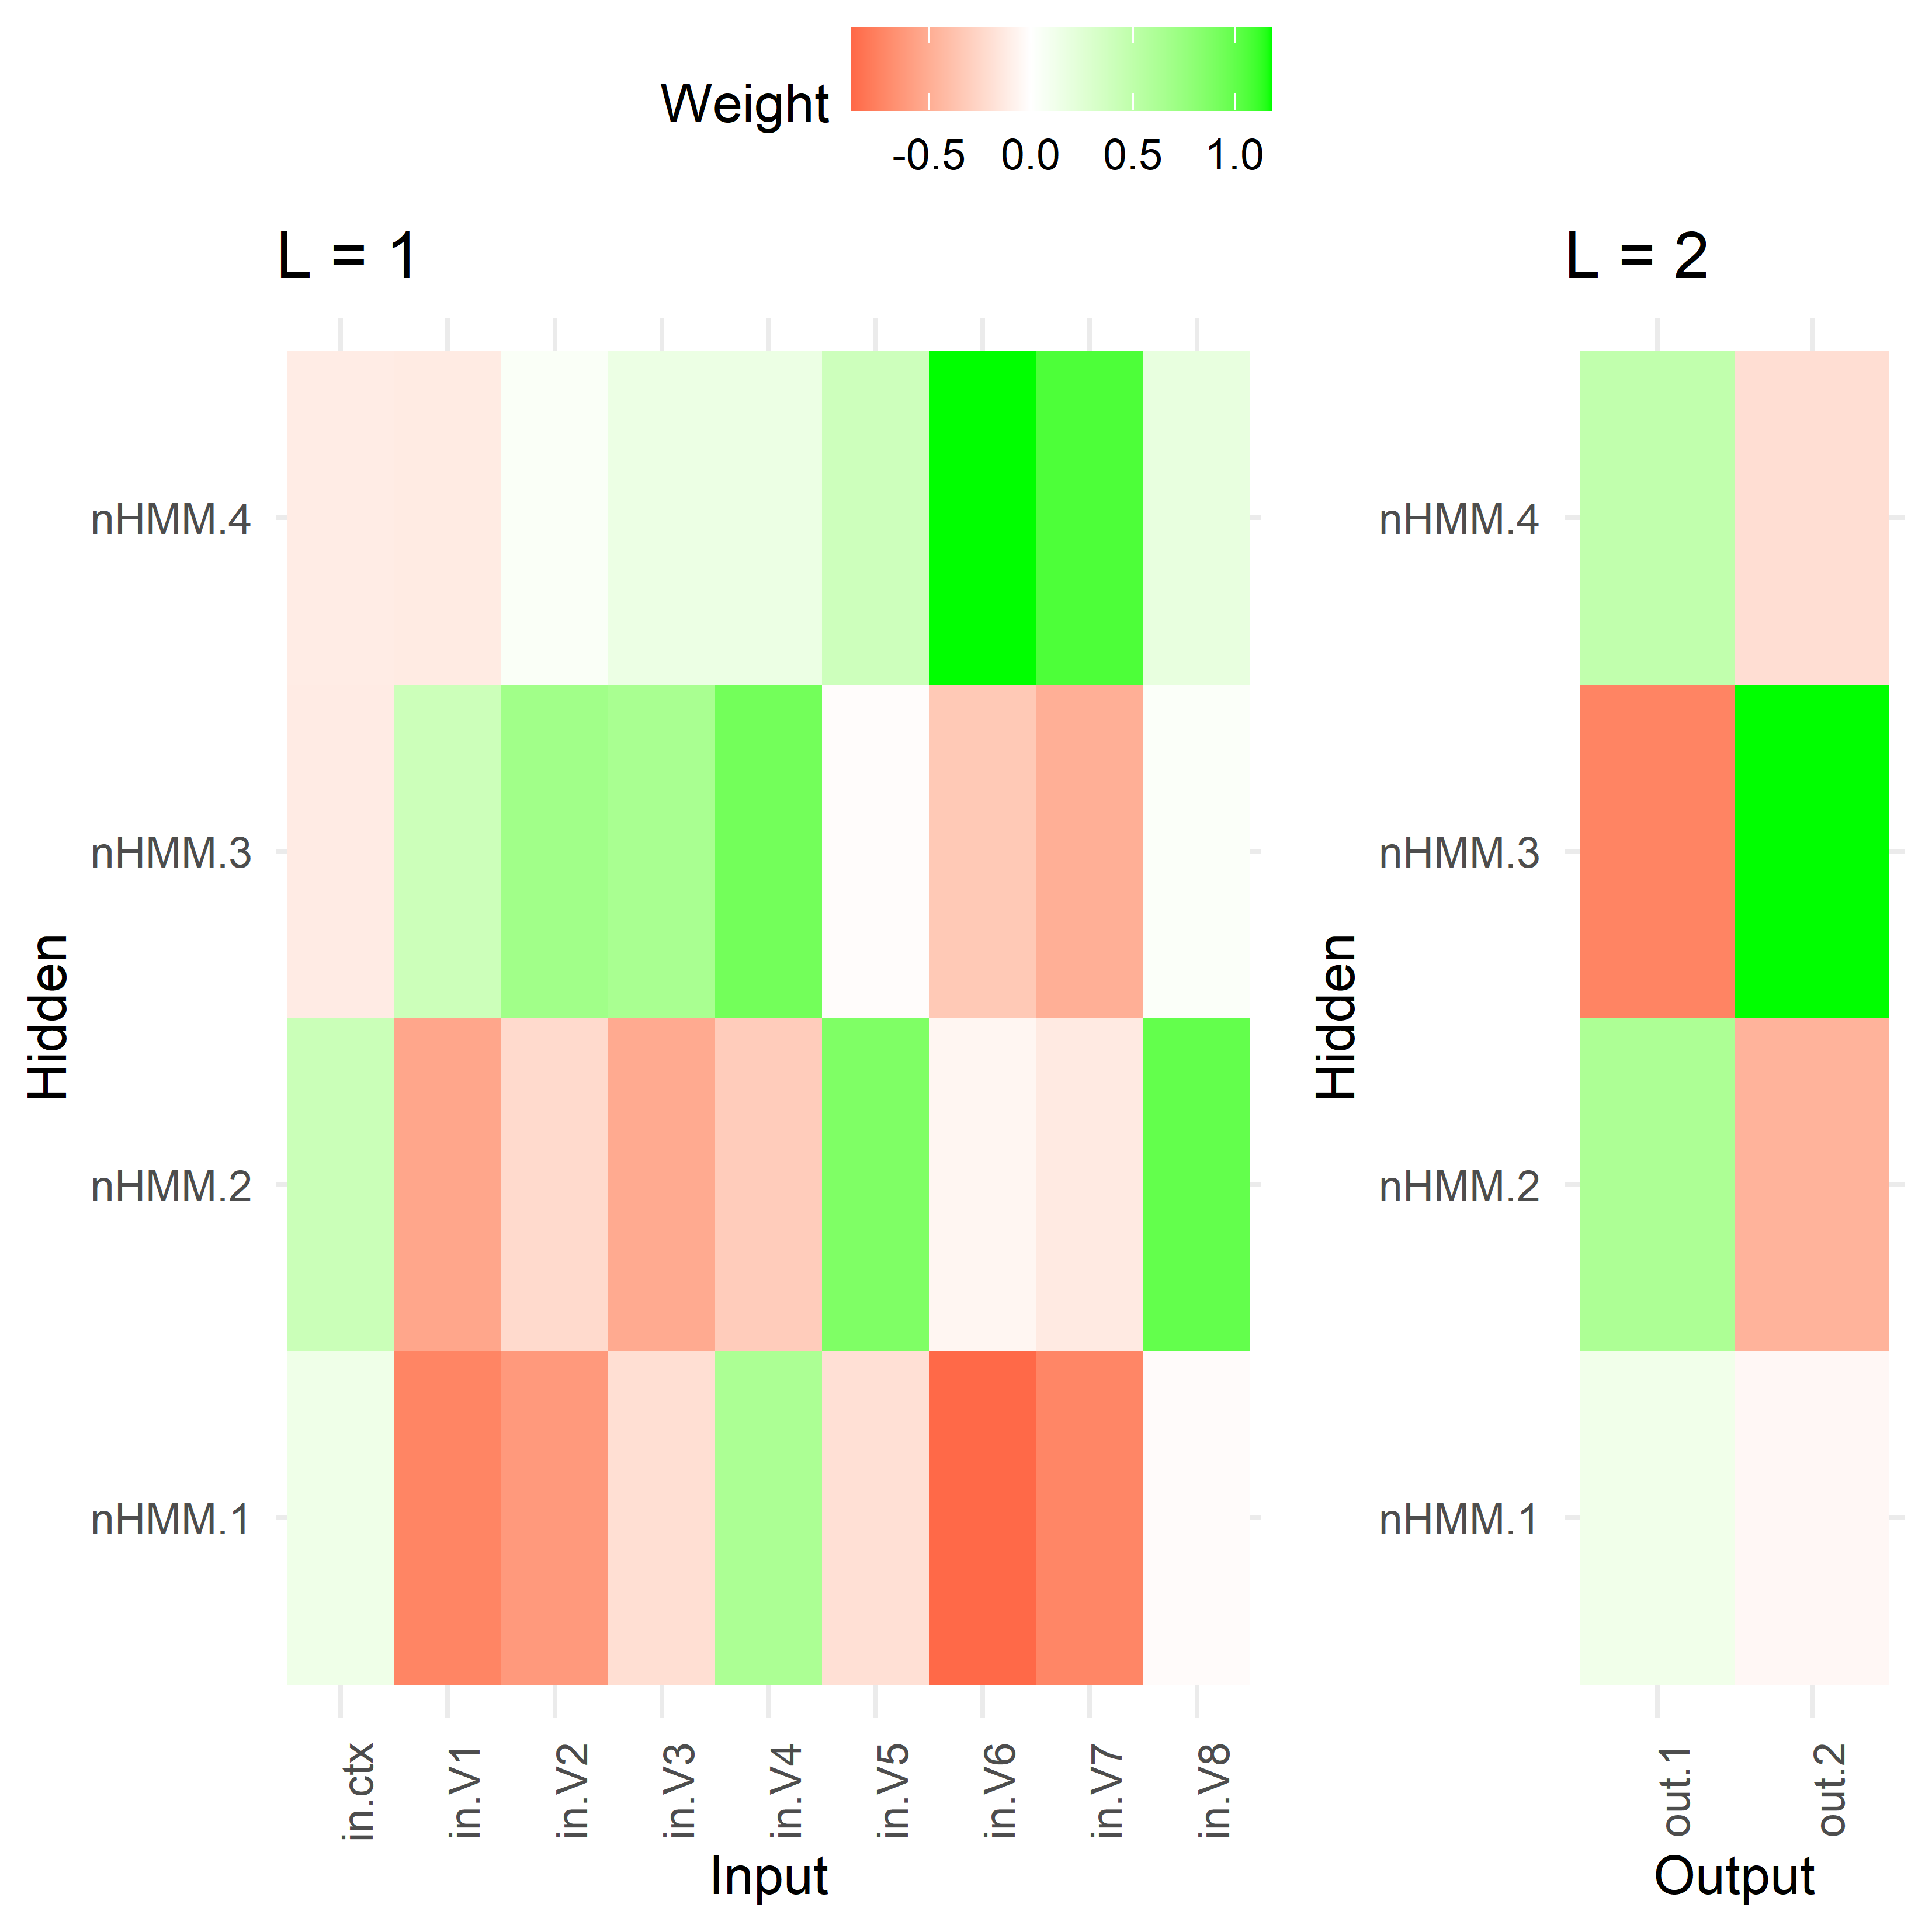 Weight
-0.5 0.0 0.5 1.0
L = 1
Hidden
nHMM.4
nHMM.3
nHMM.2
nHMM.1
in.ctx
in.V1
in.V2
in.V3
in.V4
in.V5
in.V6
in.V7
in.V8
Input
L = 2
Hidden
nHMM.4
nHMM.3
nHMM.2
nHMM.1
out.1
out.2
Output